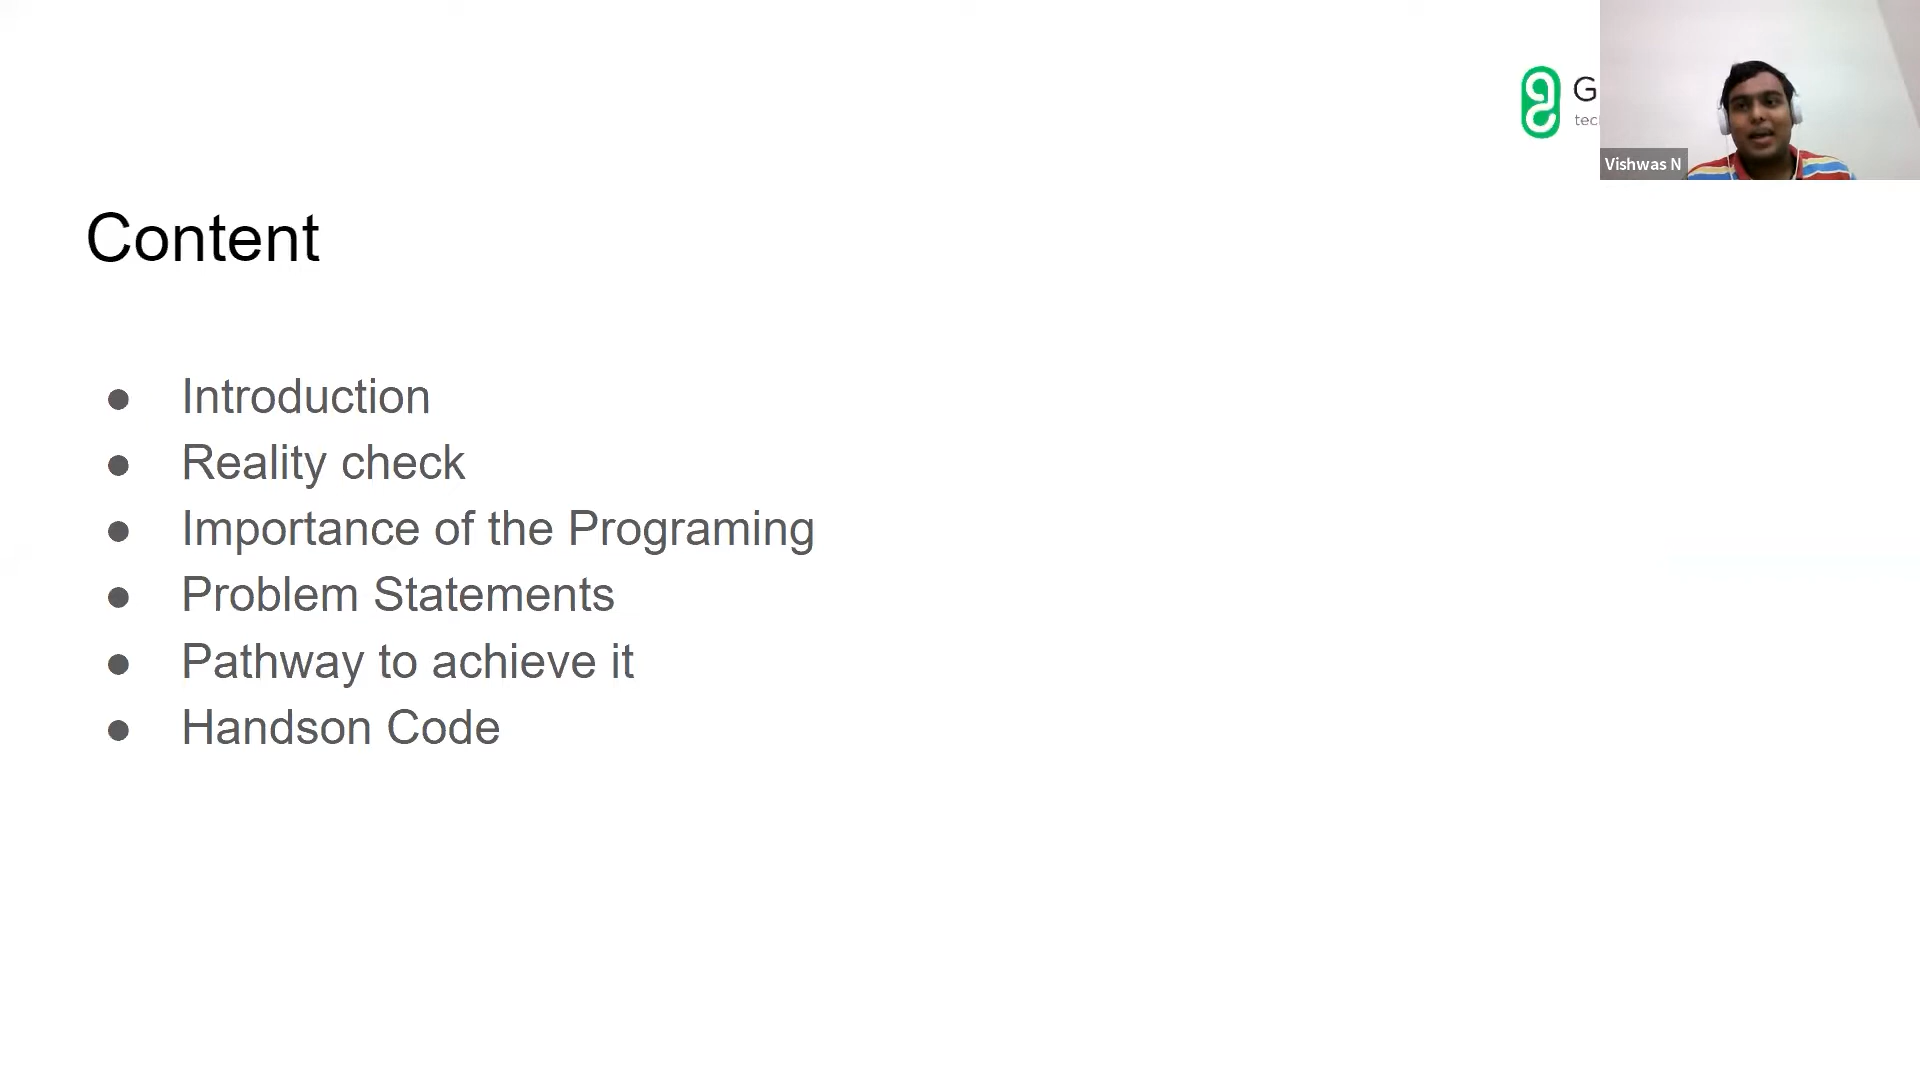 Vishwas N
Content
Introduction
Reality check
Importance of the Programing
Problem Statements
Pathway to achieve it
Handson Code